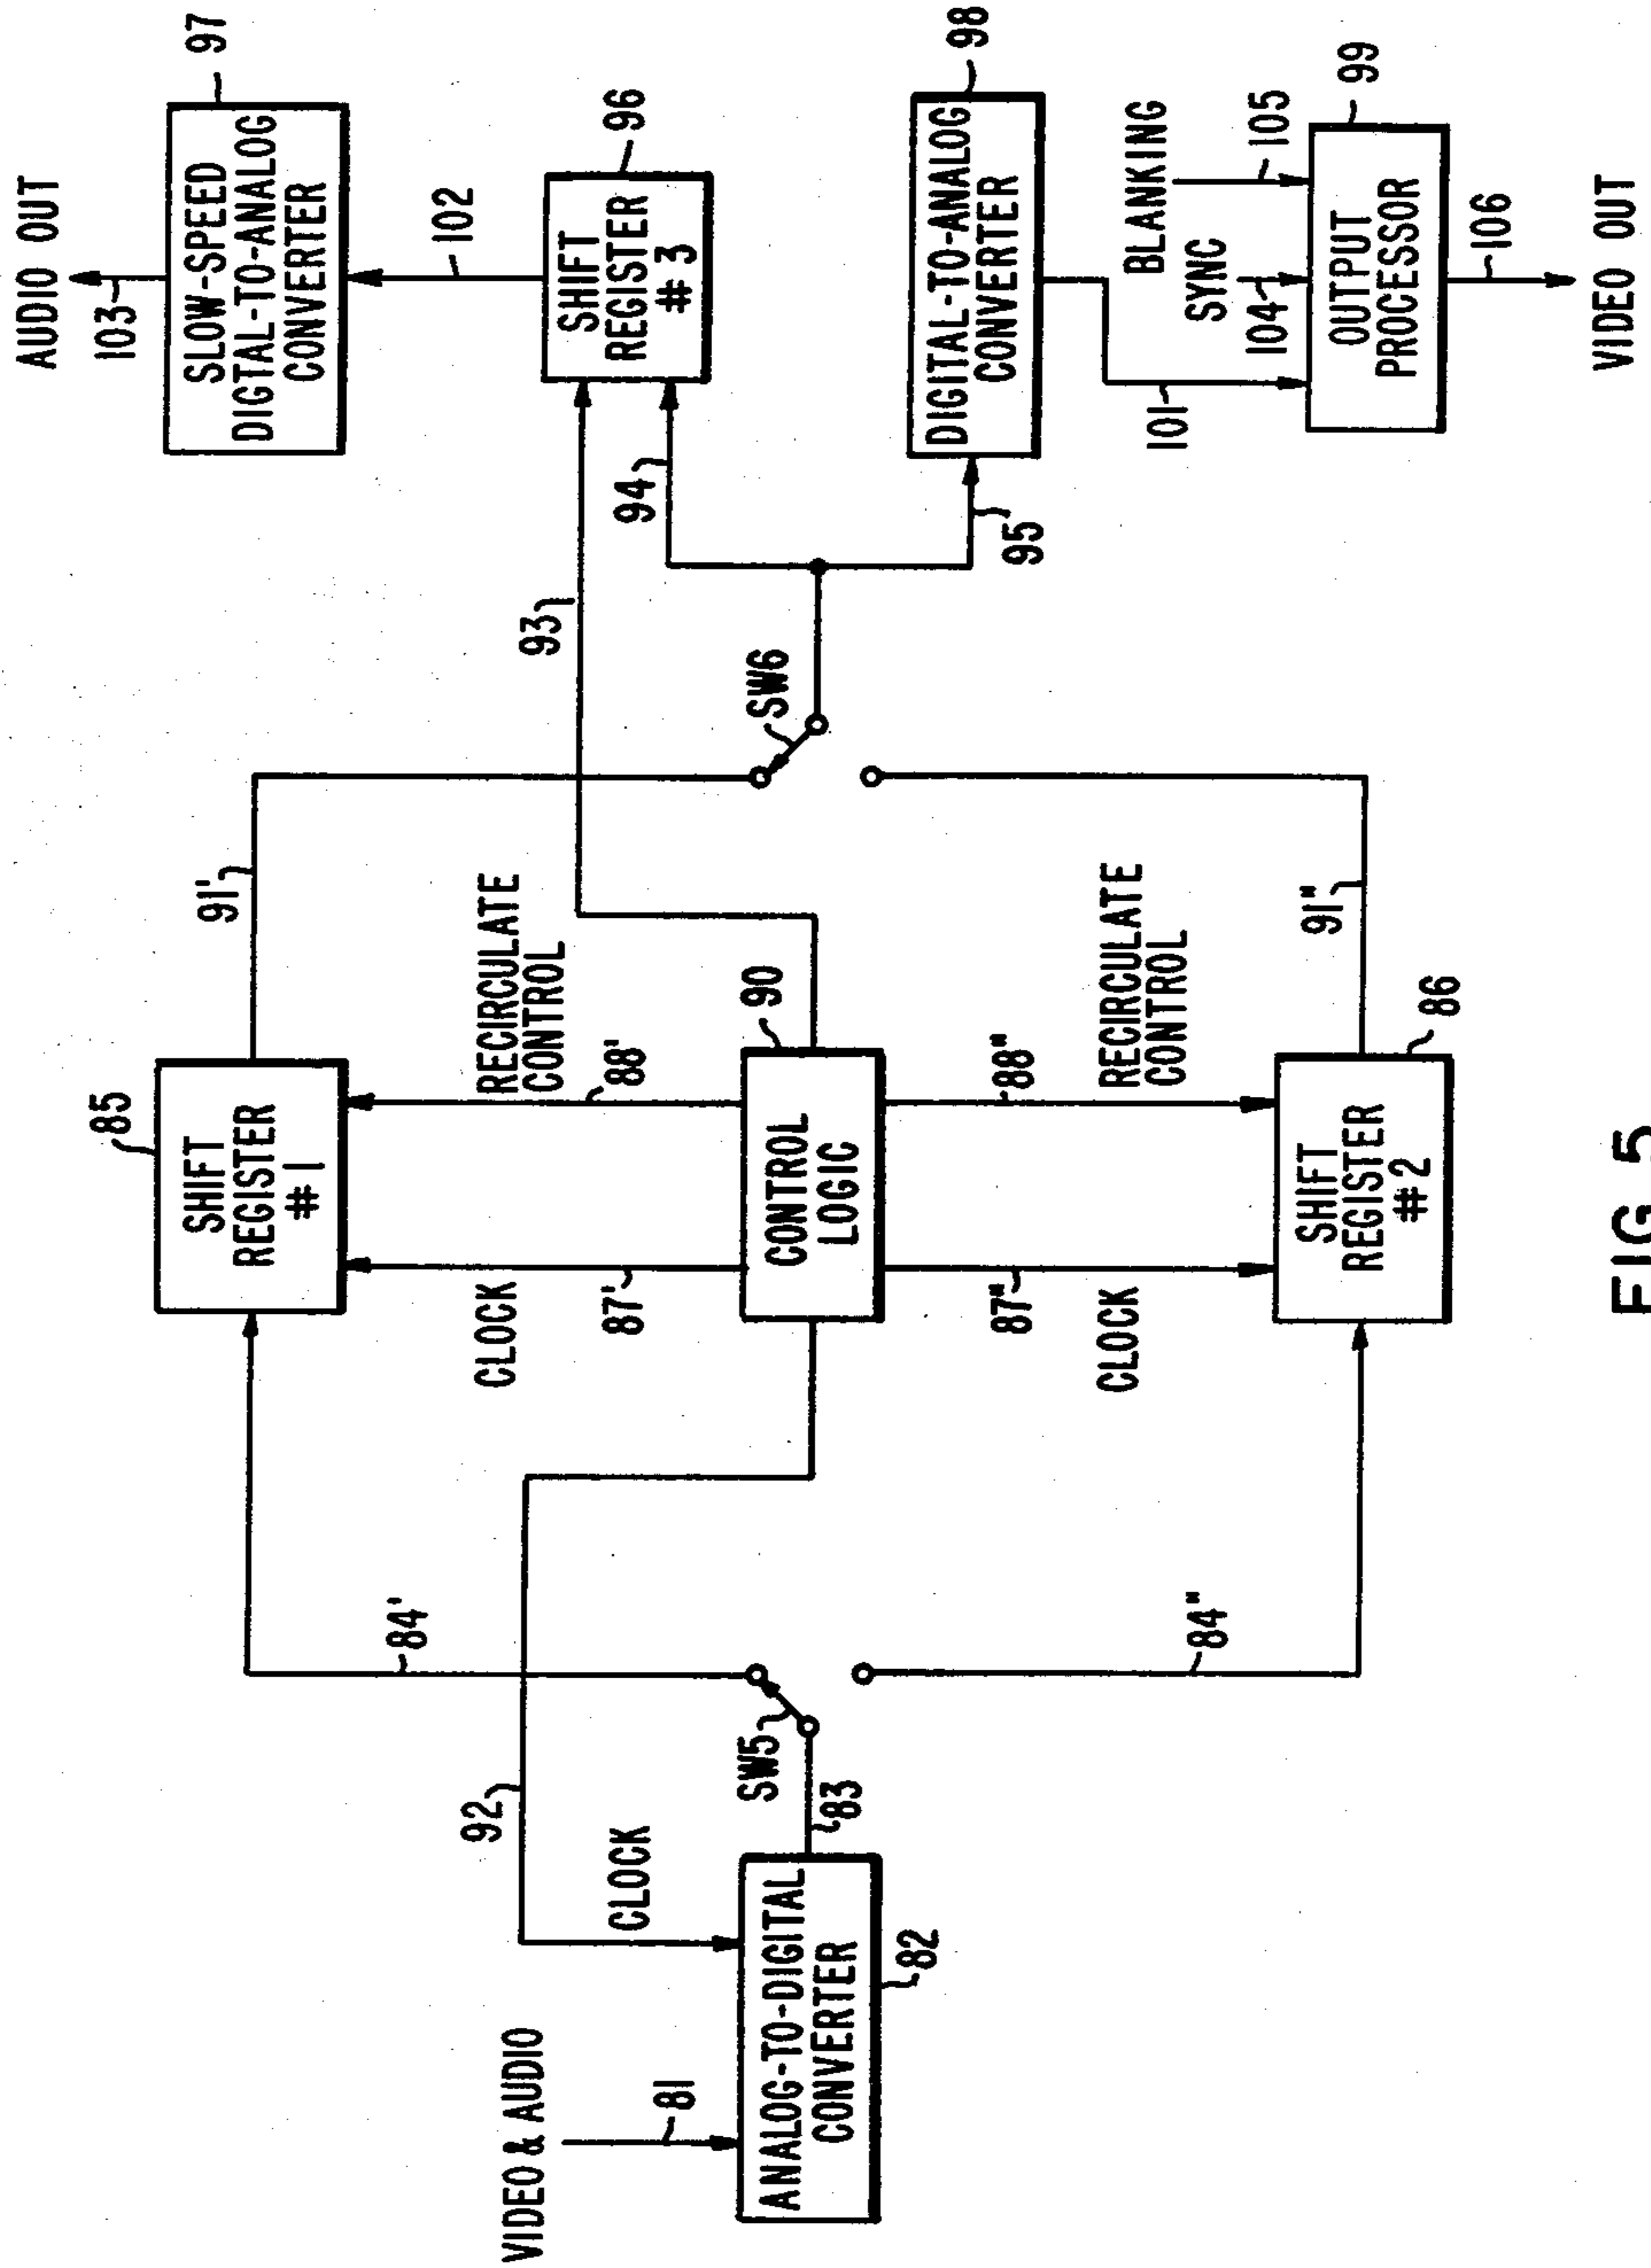 VIDEO & AUDIO
81
CLOCK
92
ANALOG-TO-DIGITAL
CONVERTER
82
83
SW5
84'
84"
SHIFT
REGISTER
#1
85
CLOCK
87'
RECIRCULATE
CONTROL
88'
CONTROL
LOGIC
90
CLOCK
87"
RECIRCULATE
CONTROL
88"
SHIFT
REGISTER
#2
86
91'
91"
SW6
93
94
95
SHIFT
REGISTER
#3
96
102
SLOW-SPEED
DIGTAL-TO-ANALOG
CONVERTER
97
103
AUDIO OUT
DIGITAL-TO-ANALOG
CONVERTER
98
101
SYNC
104
BLANKING
105
OUTPUT
PROCESSOR
99
106
VIDEO OUT
FIG 5